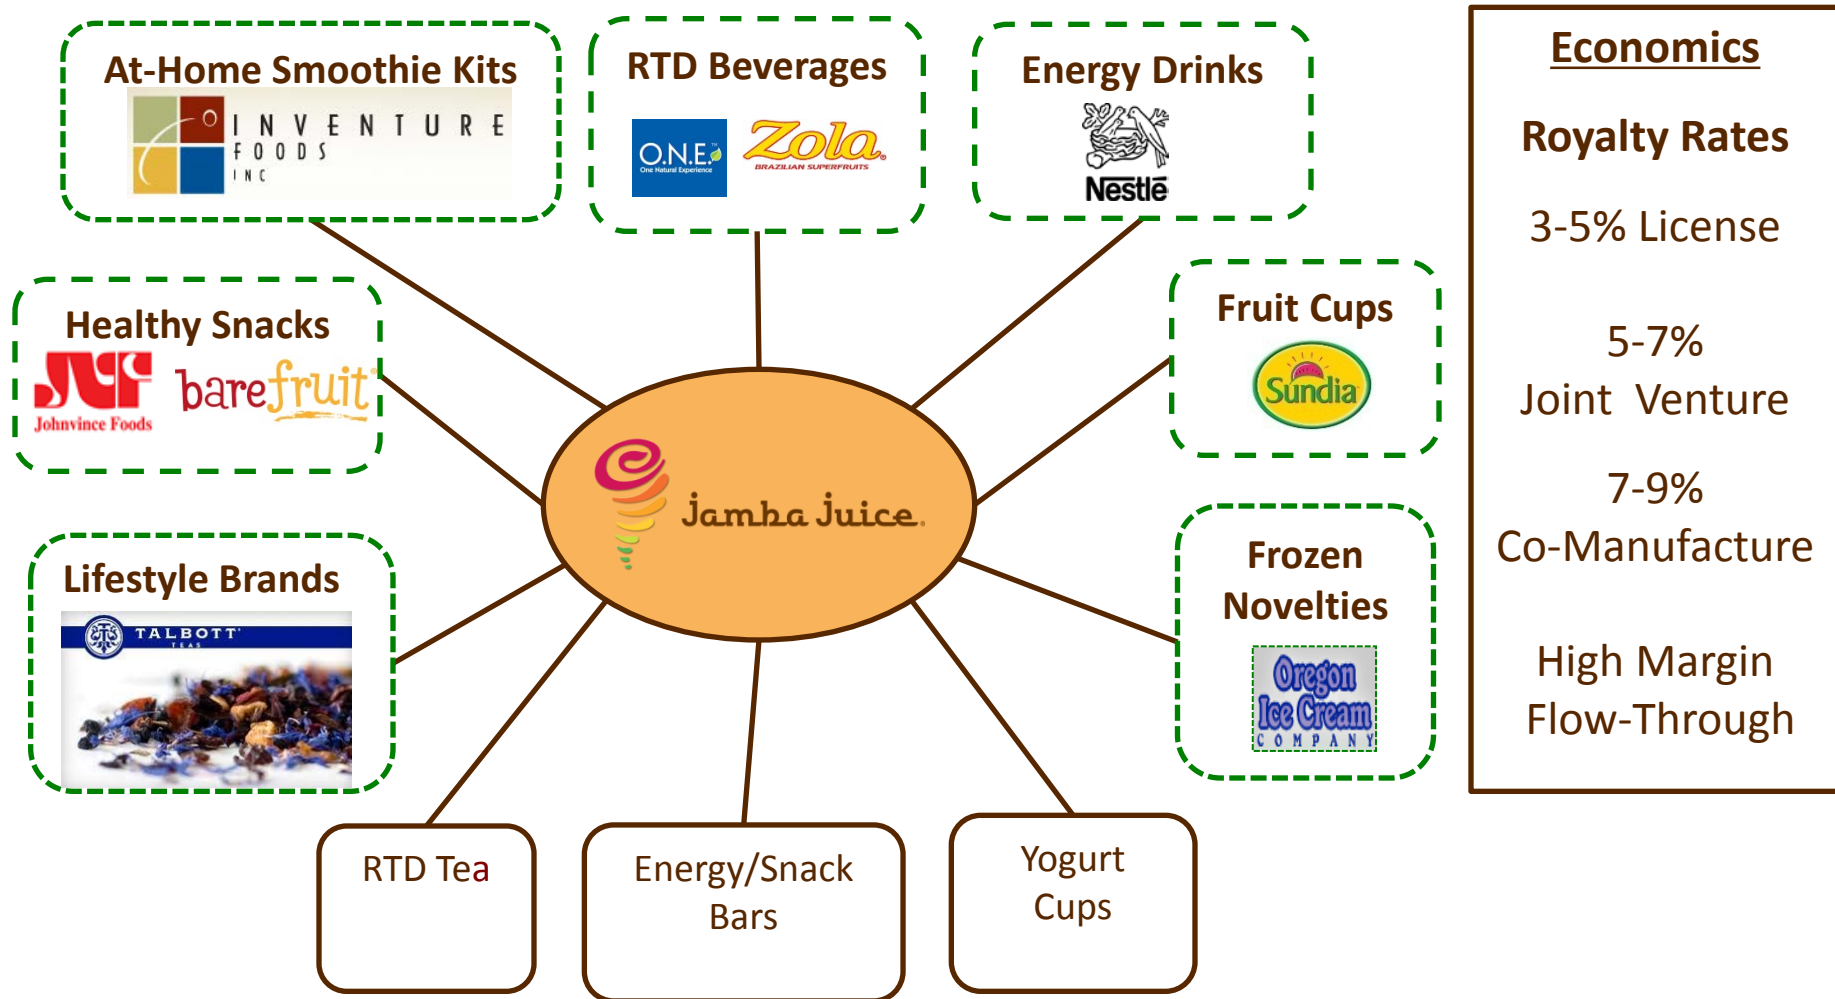 At-Home Smoothie Kits
INVENTURE
FOODS
INC
RTD Beverages
O.N.E.™
One Natural Experience
Zola®
BRAZILIAN SUPERFRUITS
Energy Drinks
Nestlé
Healthy Snacks
JVF
Johnvince Foods
barefruit®
Fruit Cups
Sundia
Lifestyle Brands
TALBOTT
TEAS
jamba juice®
Frozen
Novelties
Oregon
Ice Cream
COMPANY
RTD Tea
Energy/Snack
Bars
Yogurt
Cups
Economics
Royalty Rates
3-5% License
5-7%
Joint Venture
7-9%
Co-Manufacture
High Margin
Flow-Through